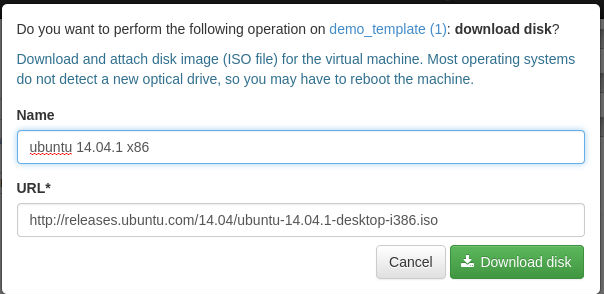 Do you want to perform the following operation on demo_template (1): download disk?
Download and attach disk image (ISO file) for the virtual machine. Most operating systems
do not detect a new optical drive, so you may have to reboot the machine.
Name
ubuntu 14.04.1 x86
URL*
http://releases.ubuntu.com/14.04/ubuntu-14.04.1-desktop-i386.iso
Cancel Download disk